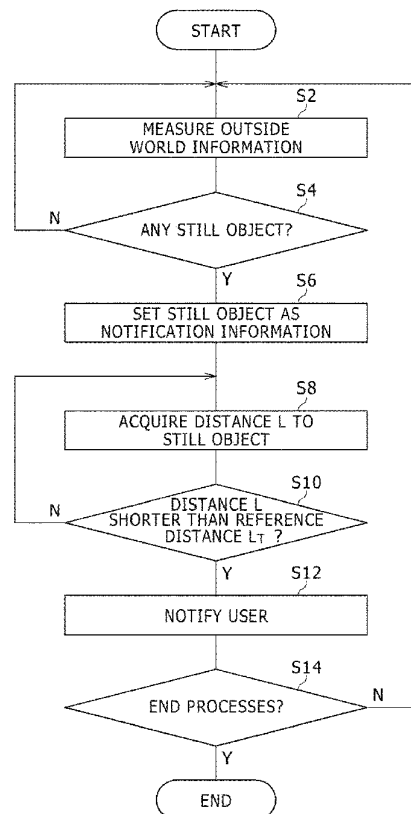 START
S2
MEASURE OUTSIDE
WORLD INFORMATION
S4
ANY STILL OBJECT?
N
Y
S6
SET STILL OBJECT AS
NOTIFICATION INFORMATION
S8
ACQUIRE DISTANCE L TO
STILL OBJECT
S10
DISTANCE L
SHORTER THAN REFERENCE
DISTANCE LT ?
N
Y
S12
NOTIFY USER
S14
END PROCESSES?
N
Y
END